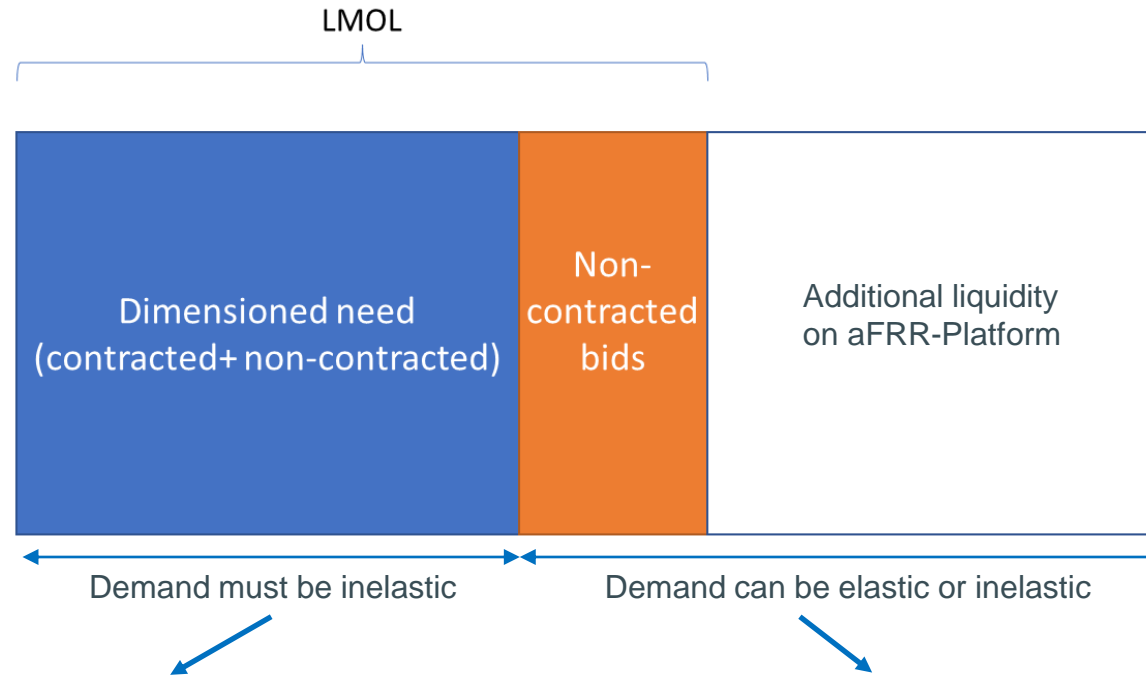 LMOL
Dimensioned need
(contracted+ non-contracted)
Non-
contracted
bids
Additional liquidity
on aFRR-Platform
Demand must be inelastic
Demand can be elastic or inelastic